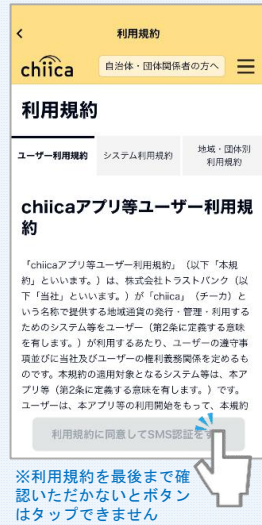 利用規約
chiica
自治体・団体関係者の方へ
利用規約
ユーザー利用規約
システム利用規約
地域・団体別
利用規約
chiicaアプリ等ユーザー利用規
約
「chiicaアプリ等ユーザー利用規約」（以下「本規
約」といいます。）は、株式会社トラストバンク（以
下「当社」といいます。）が「chiica」（チーカ）と
いう名称で提供する地域通貨の発行・管理・利用する
ためのシステム等をユーザー（第2条に定義する意味
を有します。）が利用するあたり、ユーザーの遵守事
項並びに当社及びユーザーの権利義務関係を定めるも
のです。本規約の適用対象となるシステム等は、本ア
プリ等（第2条に定義する意味を有します。）です。
ユーザーは、本アプリ等の利用開始をもって、本規約
利用規約に同意してSMS認証をす
※利用規約を最後まで確
認いただかないとボタン
はタップできません